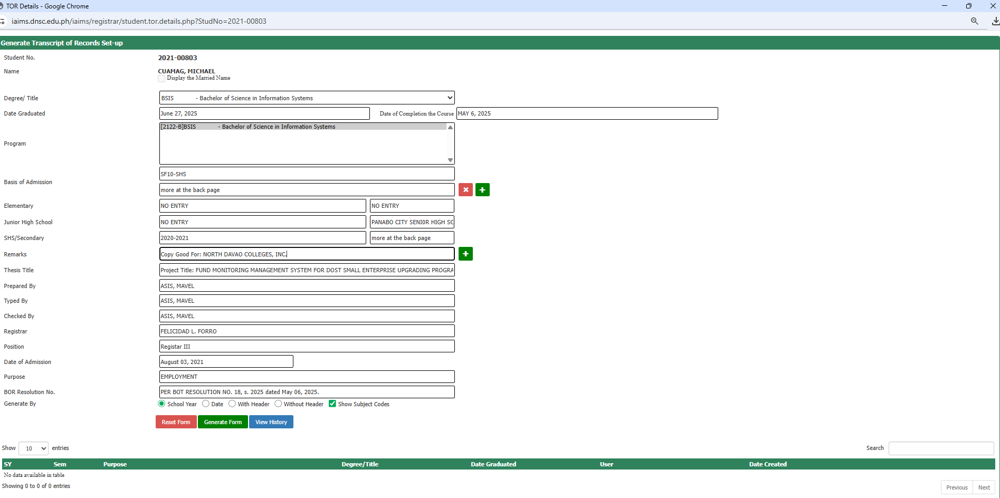 TOR Details - Google Chrome
iaims.dnsc.edu.ph/iaims/registrar/student.tor.details.php?StudNo=2021-00803
Generate Transcript of Records Set-up
Student No. 2021-00803
Name CUAMAG, MICHAEL
Display the Married Name
Degree/ Title BSIS - Bachelor of Science in Information Systems
Date Graduated June 27, 2025 Date of Completion the Course MAY 6, 2025
[2122-B]BSIS - Bachelor of Science in Information Systems
Program
SF10-SHS
Basis of Admission
more at the back page
Elementary NO ENTRY NO ENTRY
Junior High School NO ENTRY PANABO CITY SENI0R HIGH SC
SHS/Secondary 2020-2021 more at the back page
Remarks Copy Good For: NORTH DAVAO COLLEGES, INC.
Thesis Title Project Title: FUND MONITORING MANAGEMENT SYSTEM FOR DOST SMALL ENTERPRISE UPGRADING PROGRA
Prepared By ASIS, MAVEL
Typed By ASIS, MAVEL
Checked By ASIS, MAVEL
Registrar FELICIDAD L. FORRO
Position Registar III
Date of Admission August 03, 2021
Purpose EMPLOYMENT
BOR Resolution No. PER BOT RESOLUTION NO. 18, s. 2025 dated May 06, 2025.
Generate By School Year Date With Header Without Header Show Subject Codes
Reset Form Generate Form View History
Show 10 entries Search
SY Sem Purpose Degree/Title Date Graduated User Date Created
No data available in table
Showing 0 to 0 of 0 entries Previous Next